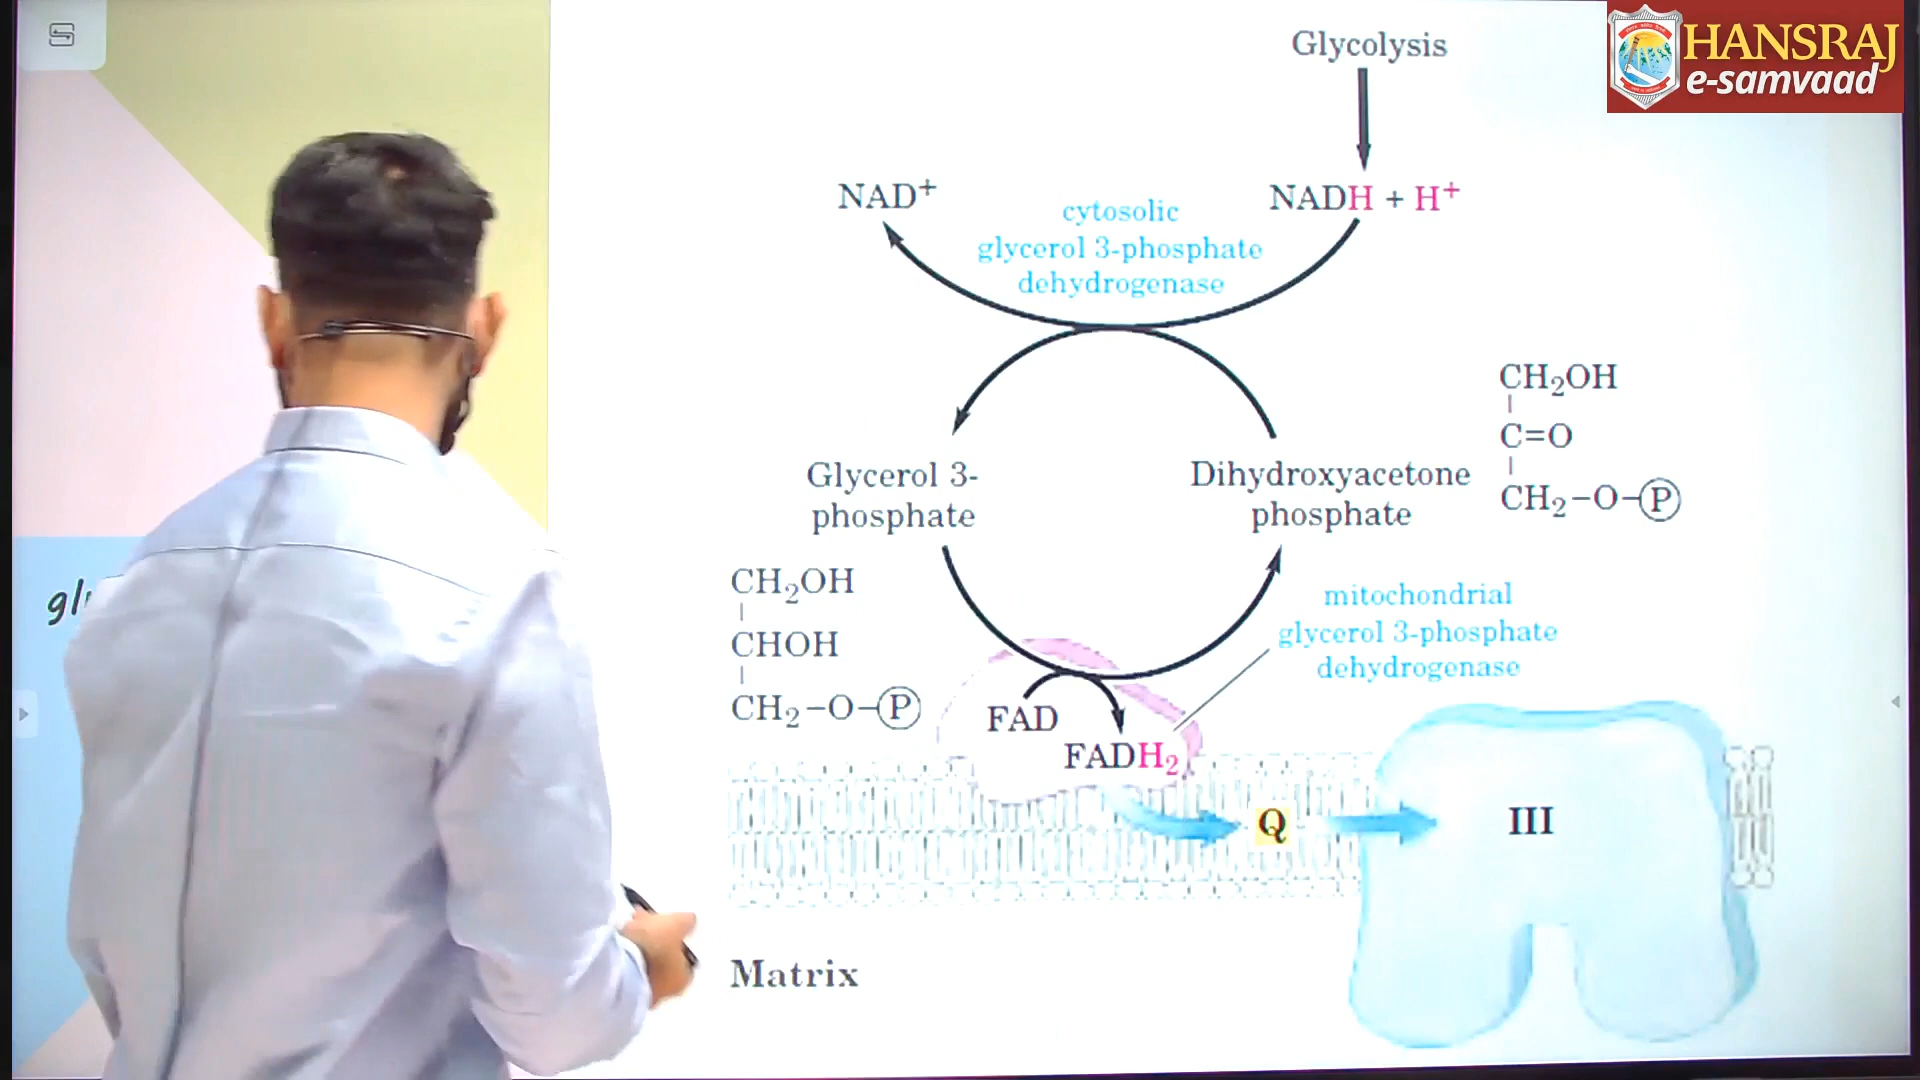 HANSRAJ
e-samvaad
Glycolysis
NAD+
NADH + H+
cytosolic
glycerol 3-phosphate
dehydrogenase
CH2OH
C=O
CH2-O-P
Glycerol 3-
phosphate
Dihydroxyacetone
phosphate
CH2OH
CHOH
CH2-O-P
mitochondrial
glycerol 3-phosphate
dehydrogenase
FAD
FADH2
Q
III
Matrix